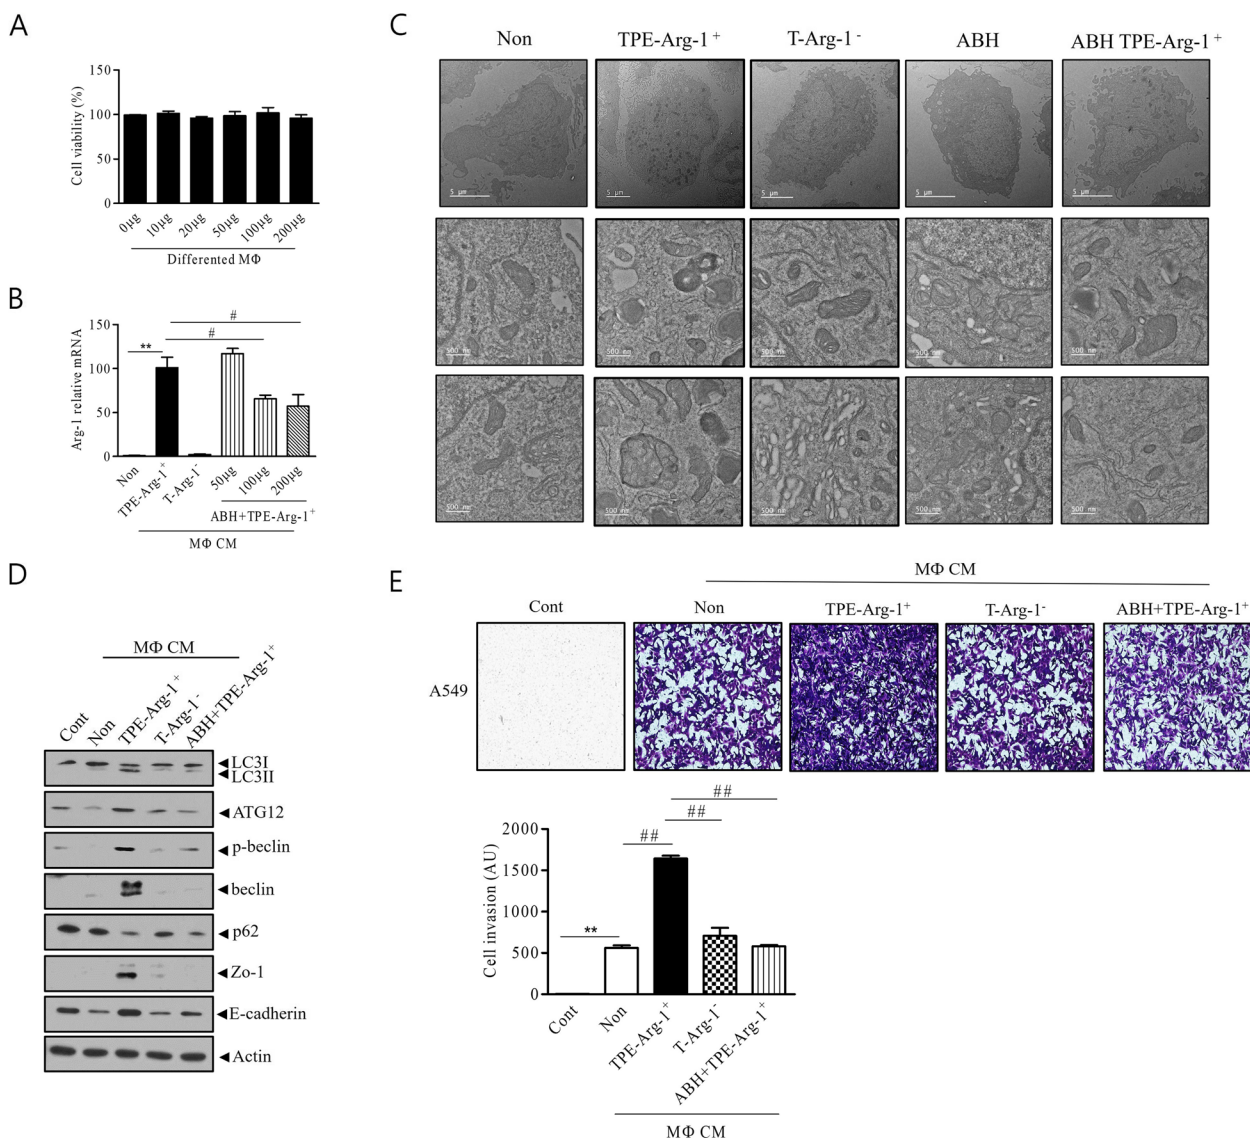 A
150
100
50
0
Cell viability (%)
0µg
10µg
20µg
50µg
100µg
200µg
Differented MΦ
B
150
100
50
0
Arg-1 relative mRNA
**
#
#
Non
TPE-Arg-1⁺
T-Arg-1⁻
50µg
100µg
200µg
ABH+TPE-Arg-1⁺
MΦ CM
C
Non
TPE-Arg-1⁺
T-Arg-1⁻
ABH
ABH TPE-Arg-1⁺
5 µm
5 µm
5 µm
5 µm
5 µm
500 nm
500 nm
500 nm
500 nm
500 nm
500 nm
500 nm
500 nm
500 nm
500 nm
D
MΦ CM
Cont
Non
TPE-Arg-1⁺
T-Arg-1⁻
ABH+TPE-Arg-1⁺
LC3I
LC3II
ATG12
p-beclin
beclin
p62
Zo-1
E-cadherin
Actin
E
MΦ CM
Cont
Non
TPE-Arg-1⁺
T-Arg-1⁻
ABH+TPE-Arg-1⁺
A549
2000
1500
1000
500
0
Cell invasion (AU)
**
##
##
##
Cont
Non
TPE-Arg-1⁺
T-Arg-1⁻
ABH+TPE-Arg-1⁺
MΦ CM